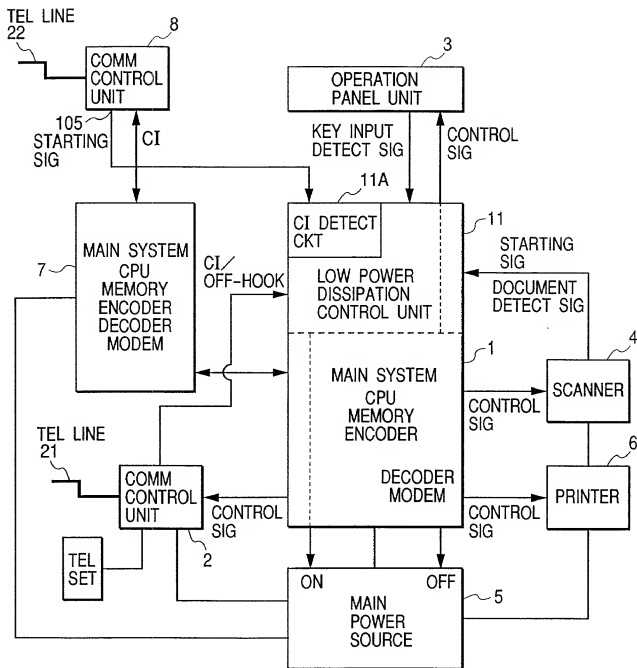 TEL LINE
22
8
COMM
CONTROL
UNIT
3
OPERATION
PANEL UNIT
105
STARTING
SIG
CI
KEY INPUT
DETECT SIG
CONTROL
SIG
11A
11
CI DETECT
CKT
7
MAIN SYSTEM
CPU
MEMORY
ENCODER
DECODER
MODEM
CI/
OFF-HOOK
LOW POWER
DISSIPATION
CONTROL UNIT
STARTING
SIG
DOCUMENT
DETECT SIG
1
4
MAIN SYSTEM
CPU
MEMORY
ENCODER
DECODER
MODEM
CONTROL
SIG
SCANNER
TEL LINE
21
6
COMM
CONTROL
UNIT
CONTROL
SIG
CONTROL
SIG
PRINTER
2
TEL
SET
ON
OFF
5
MAIN
POWER
SOURCE